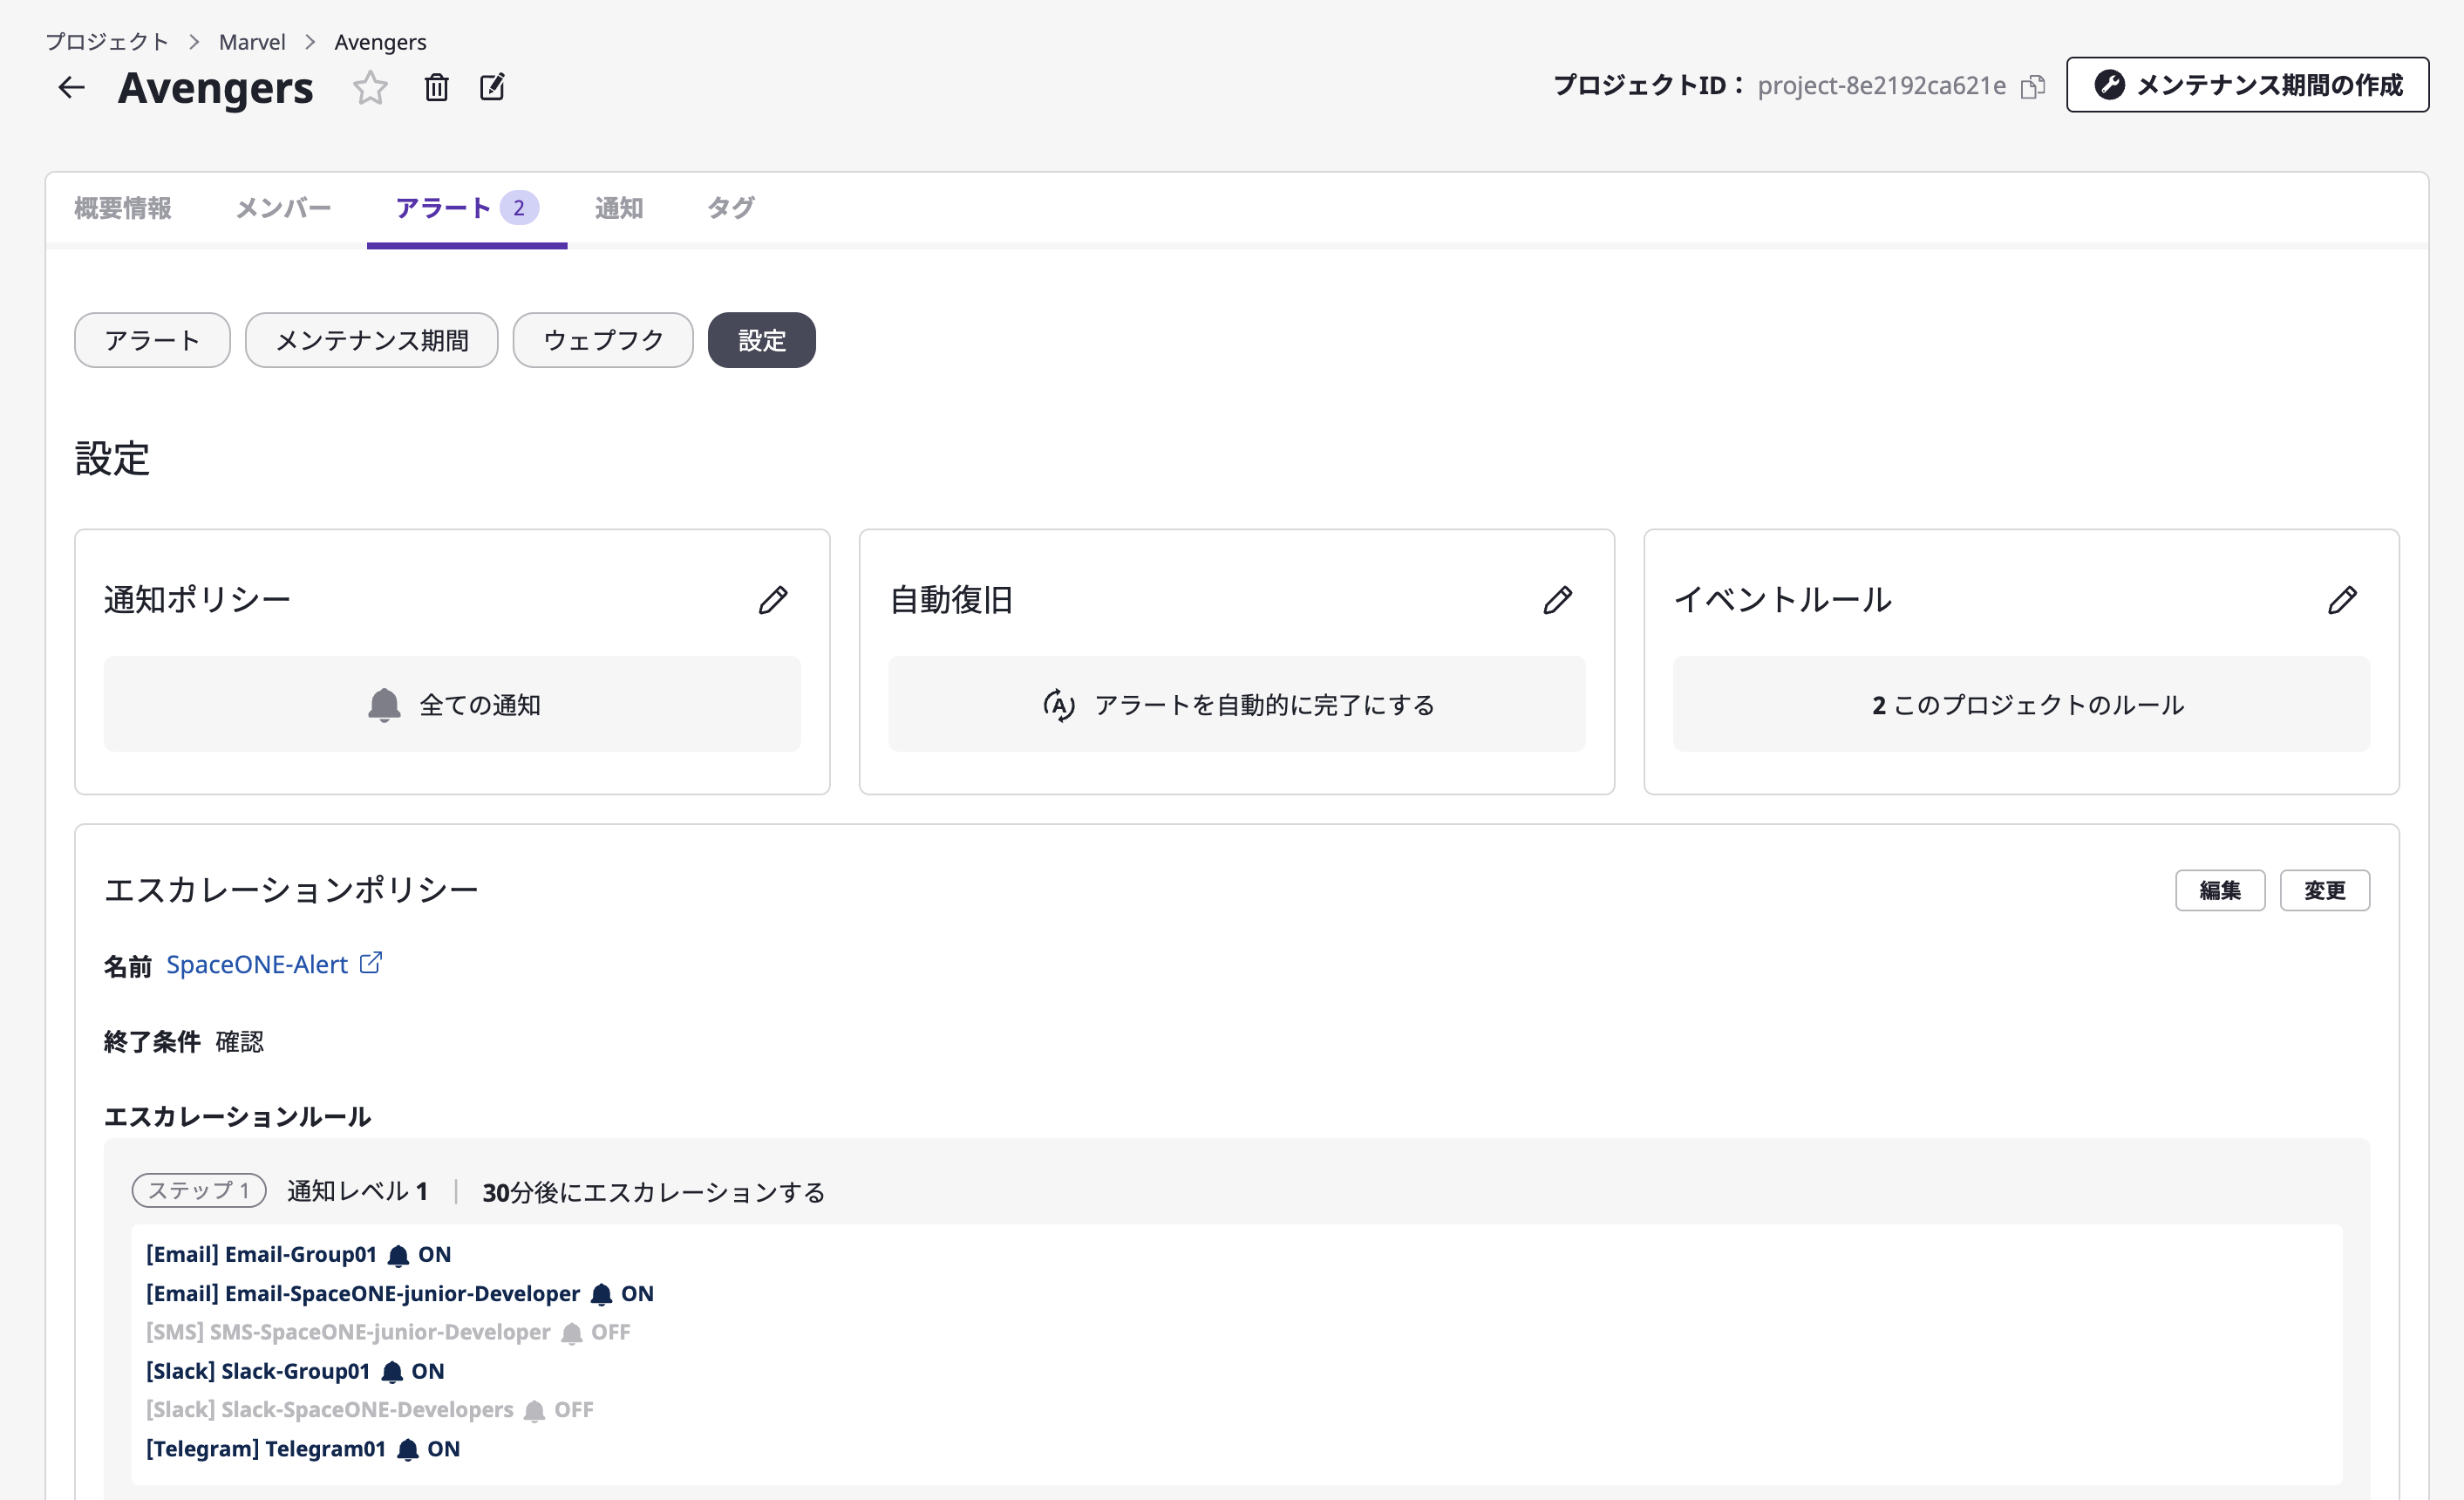 プロジェクト > Marvel > Avengers
Avengers
プロジェクトID： project-8e2192ca621e
メンテナンス期間の作成
概要情報 メンバー アラート 2 通知 タグ
アラート メンテナンス期間 ウェブフク 設定
設定
通知ポリシー
全ての通知
自動復旧
アラートを自動的に完了にする
イベントルール
2 このプロジェクトのルール
エスカレーションポリシー
編集 変更
名前 SpaceONE-Alert
終了条件 確認
エスカレーションルール
ステップ 1 通知レベル 1 | 30分後にエスカレーションする
[Email] Email-Group01 ON
[Email] Email-SpaceONE-junior-Developer ON
[SMS] SMS-SpaceONE-junior-Developer OFF
[Slack] Slack-Group01 ON
[Slack] Slack-SpaceONE-Developers OFF
[Telegram] Telegram01 ON